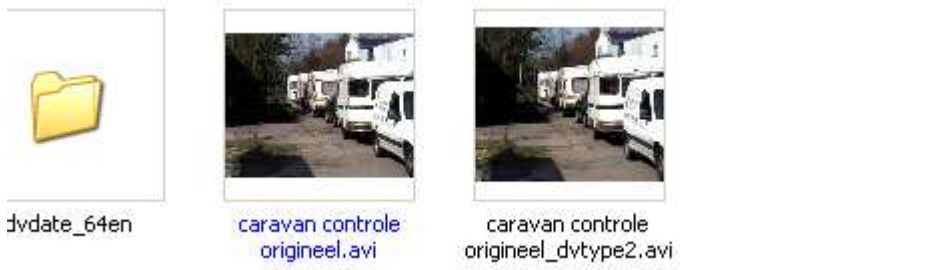 dvdate_64en
caravan controle
origineel.avi
caravan controle
origineel_dvtype2.avi